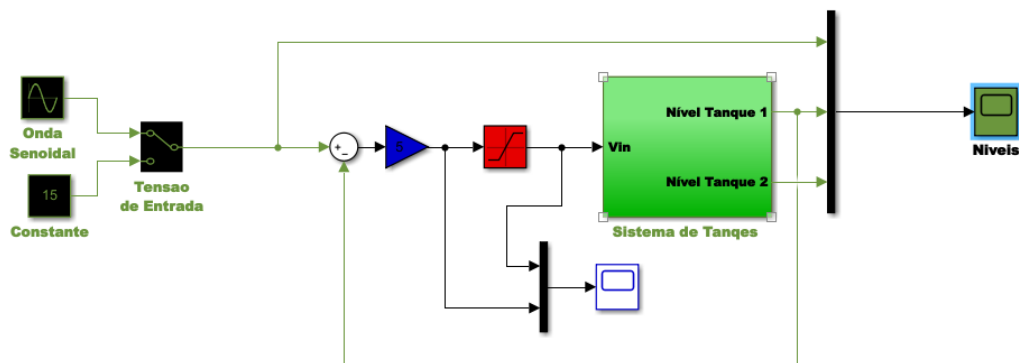 Onda
Senoidal
15
Constante
Tensao
de Entrada
+
−
5
Vin
Nível Tanque 1
Nível Tanque 2
Sistema de Tanqes
Niveis